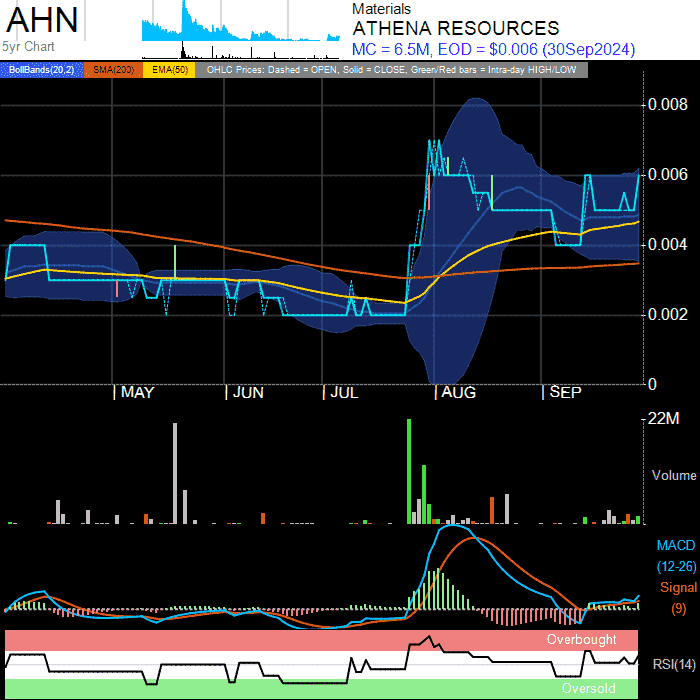 AHN
5yr Chart
Materials
ATHENA RESOURCES
MC = 6.5M, EOD = $0.006 (30Sep2024)
BollBands(20,2) SMA(200) EMA(50) OHLC Prices: Dashed = OPEN, Solid = CLOSE, Green/Red bars = Intra-day HIGH/LOW
0.008
0.006
0.004
0.002
0
MAY JUN JUL AUG SEP
22M
Volume
MACD
(12-26)
Signal
(9)
Overbought
RSI(14)
Oversold